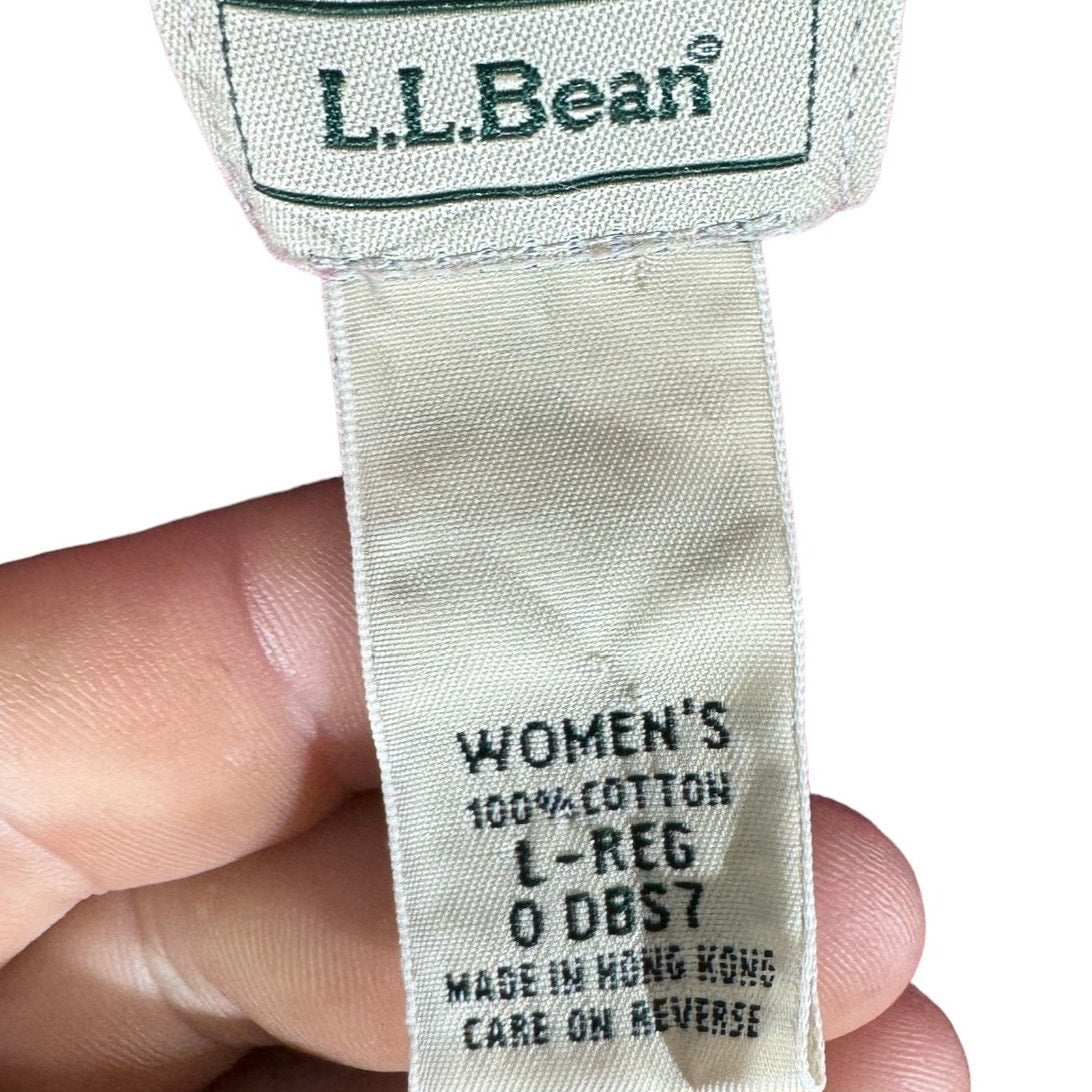 L.L.Bean®
WOMEN'S
100% COTTON
L-REG
0 DBS7
MADE IN HONG KONG
CARE ON REVERSE